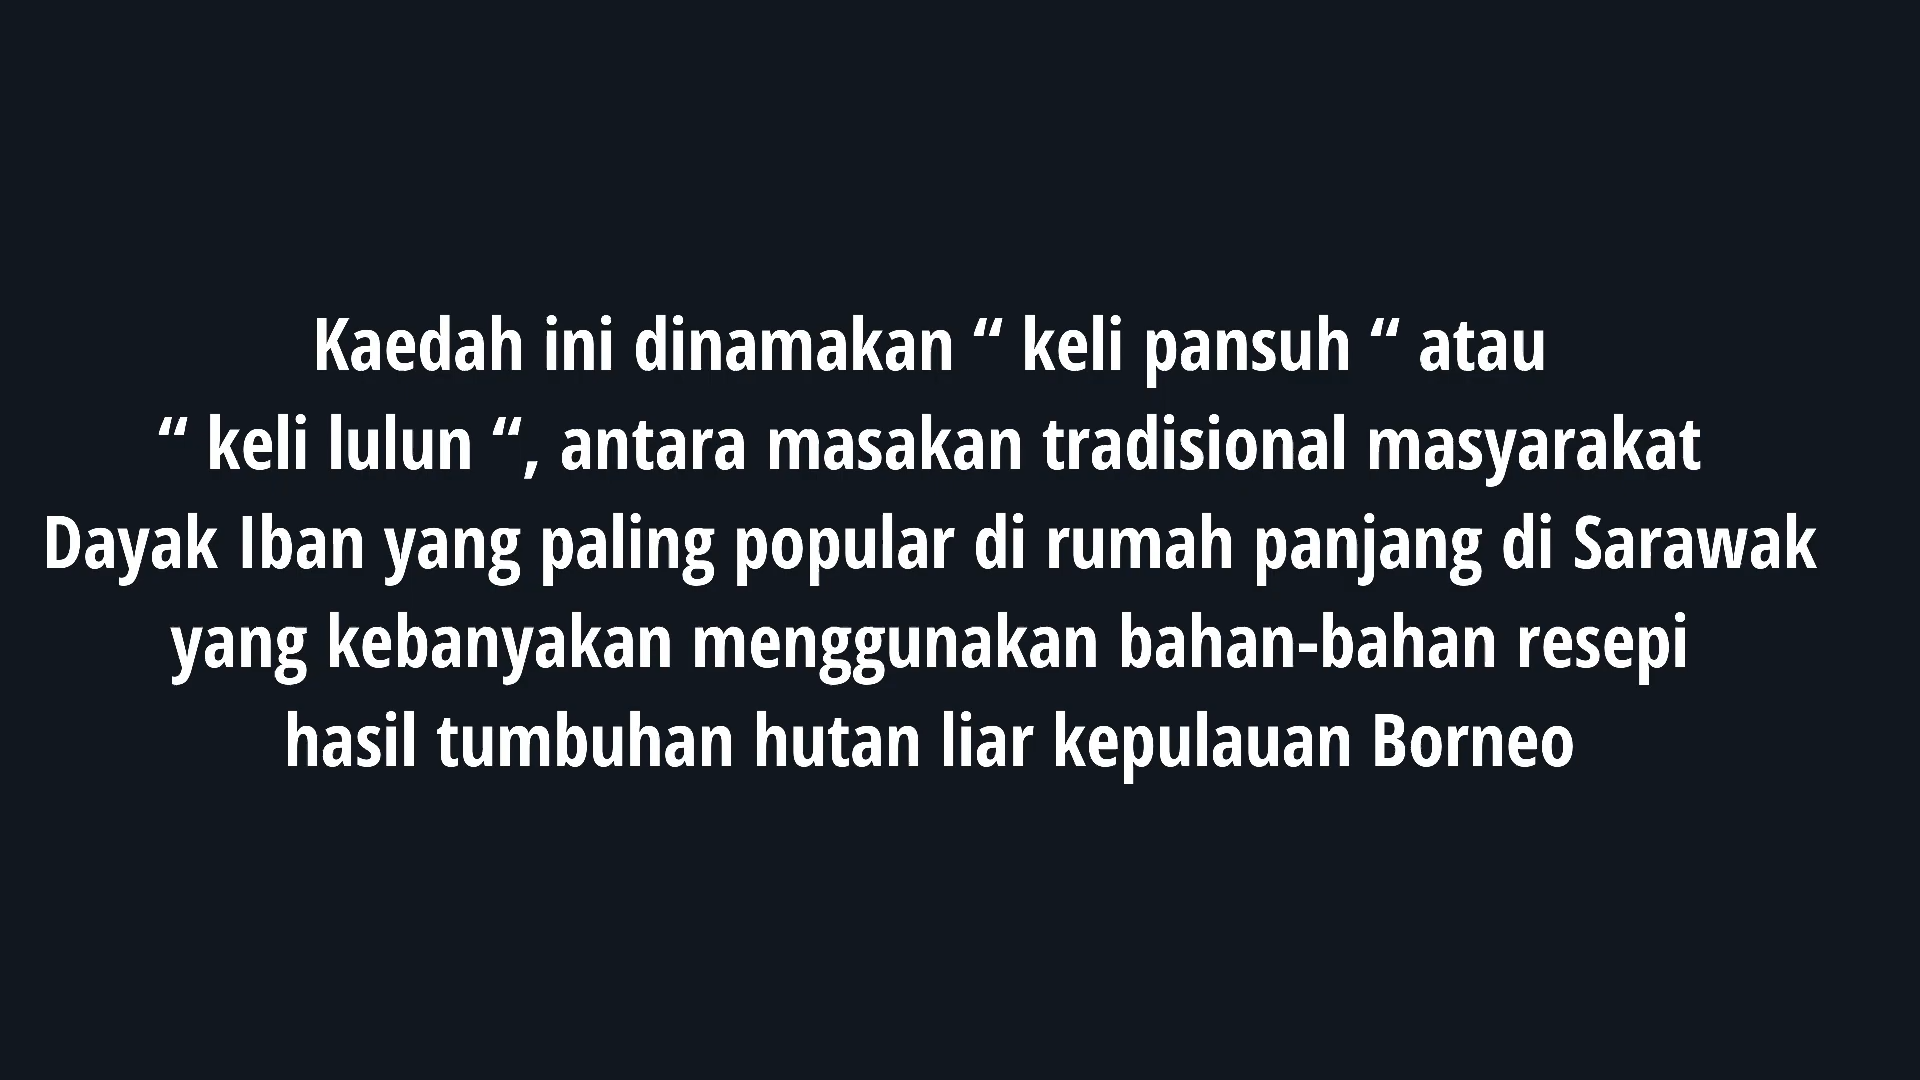 Kaedah ini dinamakan “ keli pansuh “ atau
“ keli lulun “, antara masakan tradisional masyarakat
Dayak Iban yang paling popular di rumah panjang di Sarawak
yang kebanyakan menggunakan bahan-bahan resepi
hasil tumbuhan hutan liar kepulauan Borneo